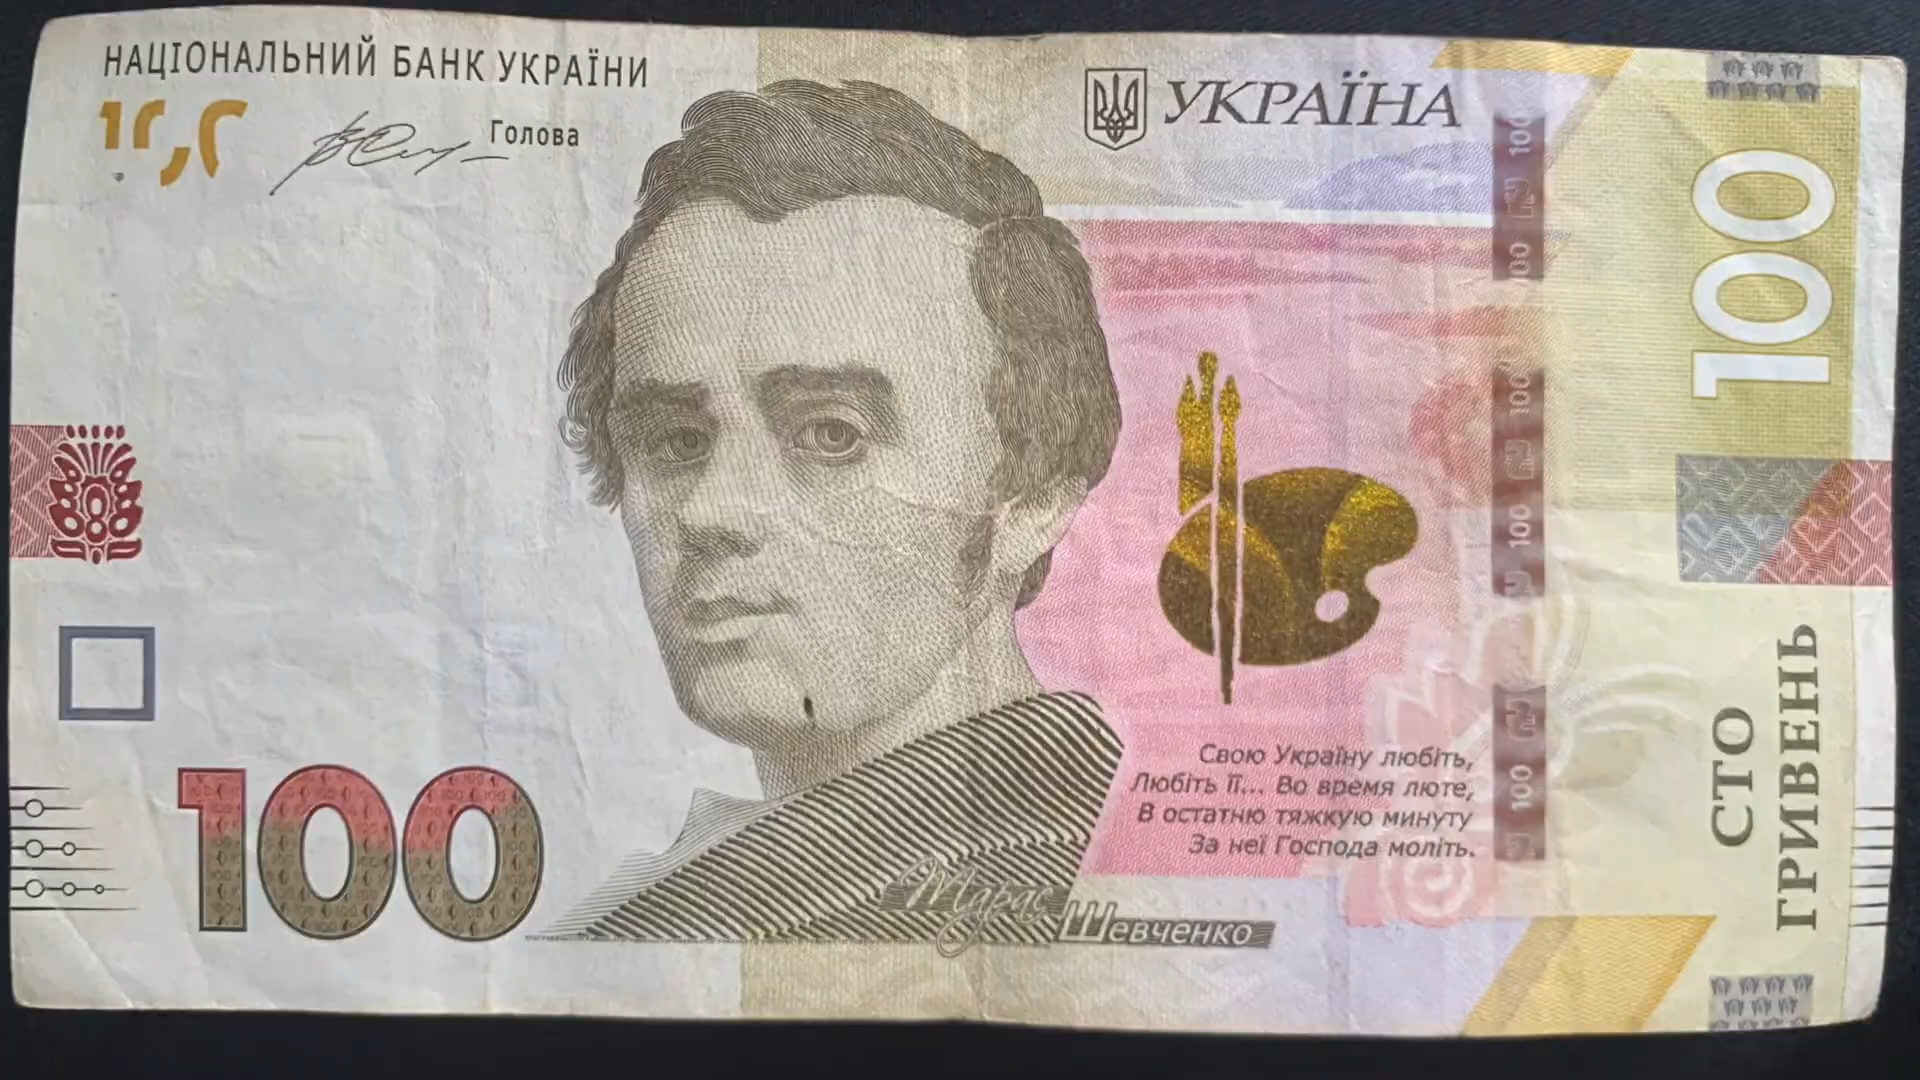 НАЦІОНАЛЬНИЙ БАНК УКРАЇНИ
Голова
УКРАЇНА
100
100
Свою Україну любіть,
Любіть її... Во время люте,
В остатню тяжкую минуту
За неї Господа моліть.
Тарас
Шевченко
100
СТО
ГРИВЕНЬ